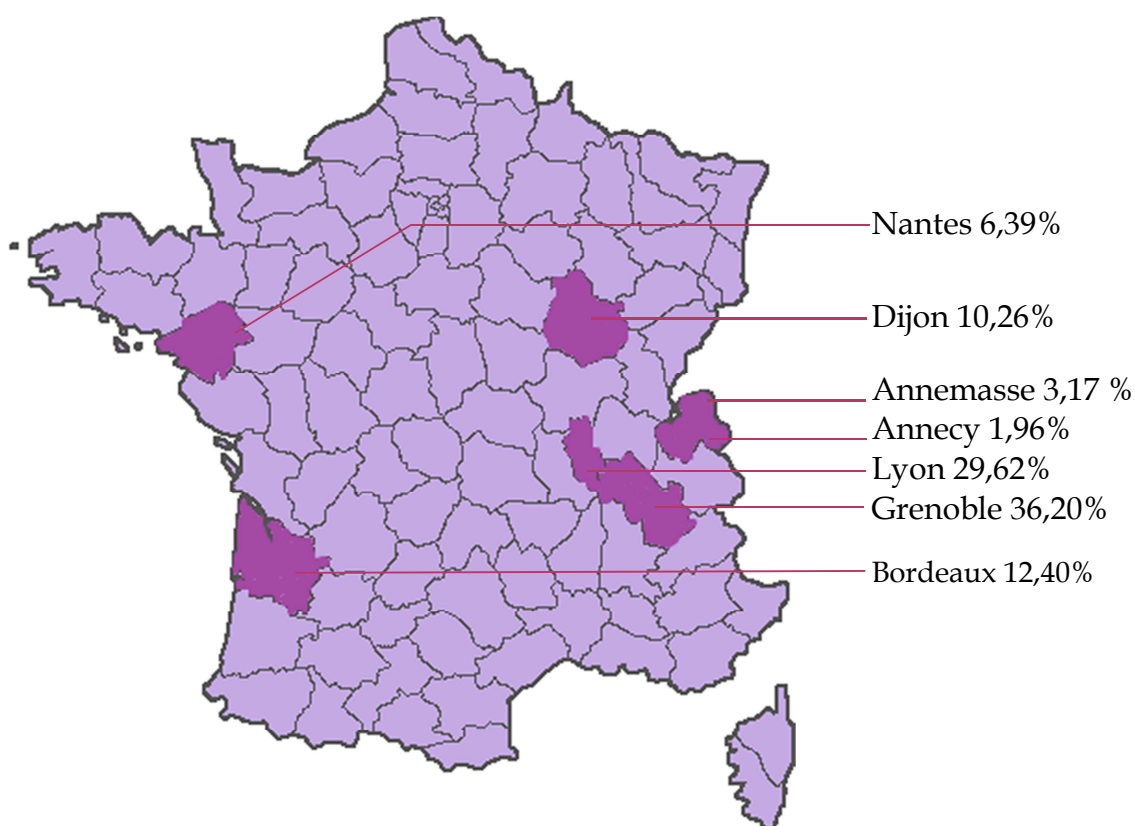 Nantes 6,39%
Dijon 10,26%
Annemasse 3,17 %
Annecy 1,96%
Lyon 29,62%
Grenoble 36,20%
Bordeaux 12,40%